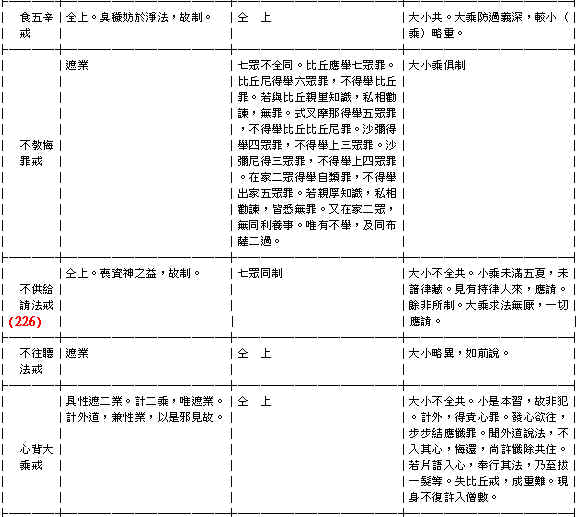 食五辛
戒
仝上。臭穢妨於淨法，故制。
仝　上
大小共。大乘防過義深，較小（
乘）略重。
不教悔
罪戒
遮業
七眾不全同。比丘應學七眾罪。
比丘尼得學六眾罪，不得學比丘
罪。若與比丘親里知識，私相勸
諫，無罪。式叉摩那得學五眾罪
，不得學比丘比丘尼罪。沙彌得
學四眾罪，不得學上三眾罪。沙
彌尼得三眾罪，不得學上四眾罪
。在家二眾得學自類罪，不得學
出家五眾罪。若親厚知識，私相
勸諫，皆悉無罪。又在家二眾，
無同利養事。唯有不學，及同布
薩二過。
大小乘俱制
不供給
請法戒
(226)
仝上。喪資神之益，故制。
七眾同制
大小不全共。小乘未滿五夏，未
諳律藏。見有持律人來，應請。
餘非所制。大乘求法無厭，一切
應請。
不往聽
法戒
遮業
仝　上
大小略異，如前說。
心背大
乘戒
具性遮二業。計二乘，唯遮業。
計外道，兼性業，以是邪見故。
仝　上
大小不全共。小是本習，故非犯
。計外，得責心罪。發心欲往，
步步結應懺罪。聞外道說法，不
入其心，悔還，尚許懺除共住。
若片語入心，奉行其法，乃至拔
一髮等。失比丘戒，成重難。現
身不復許入僧數。